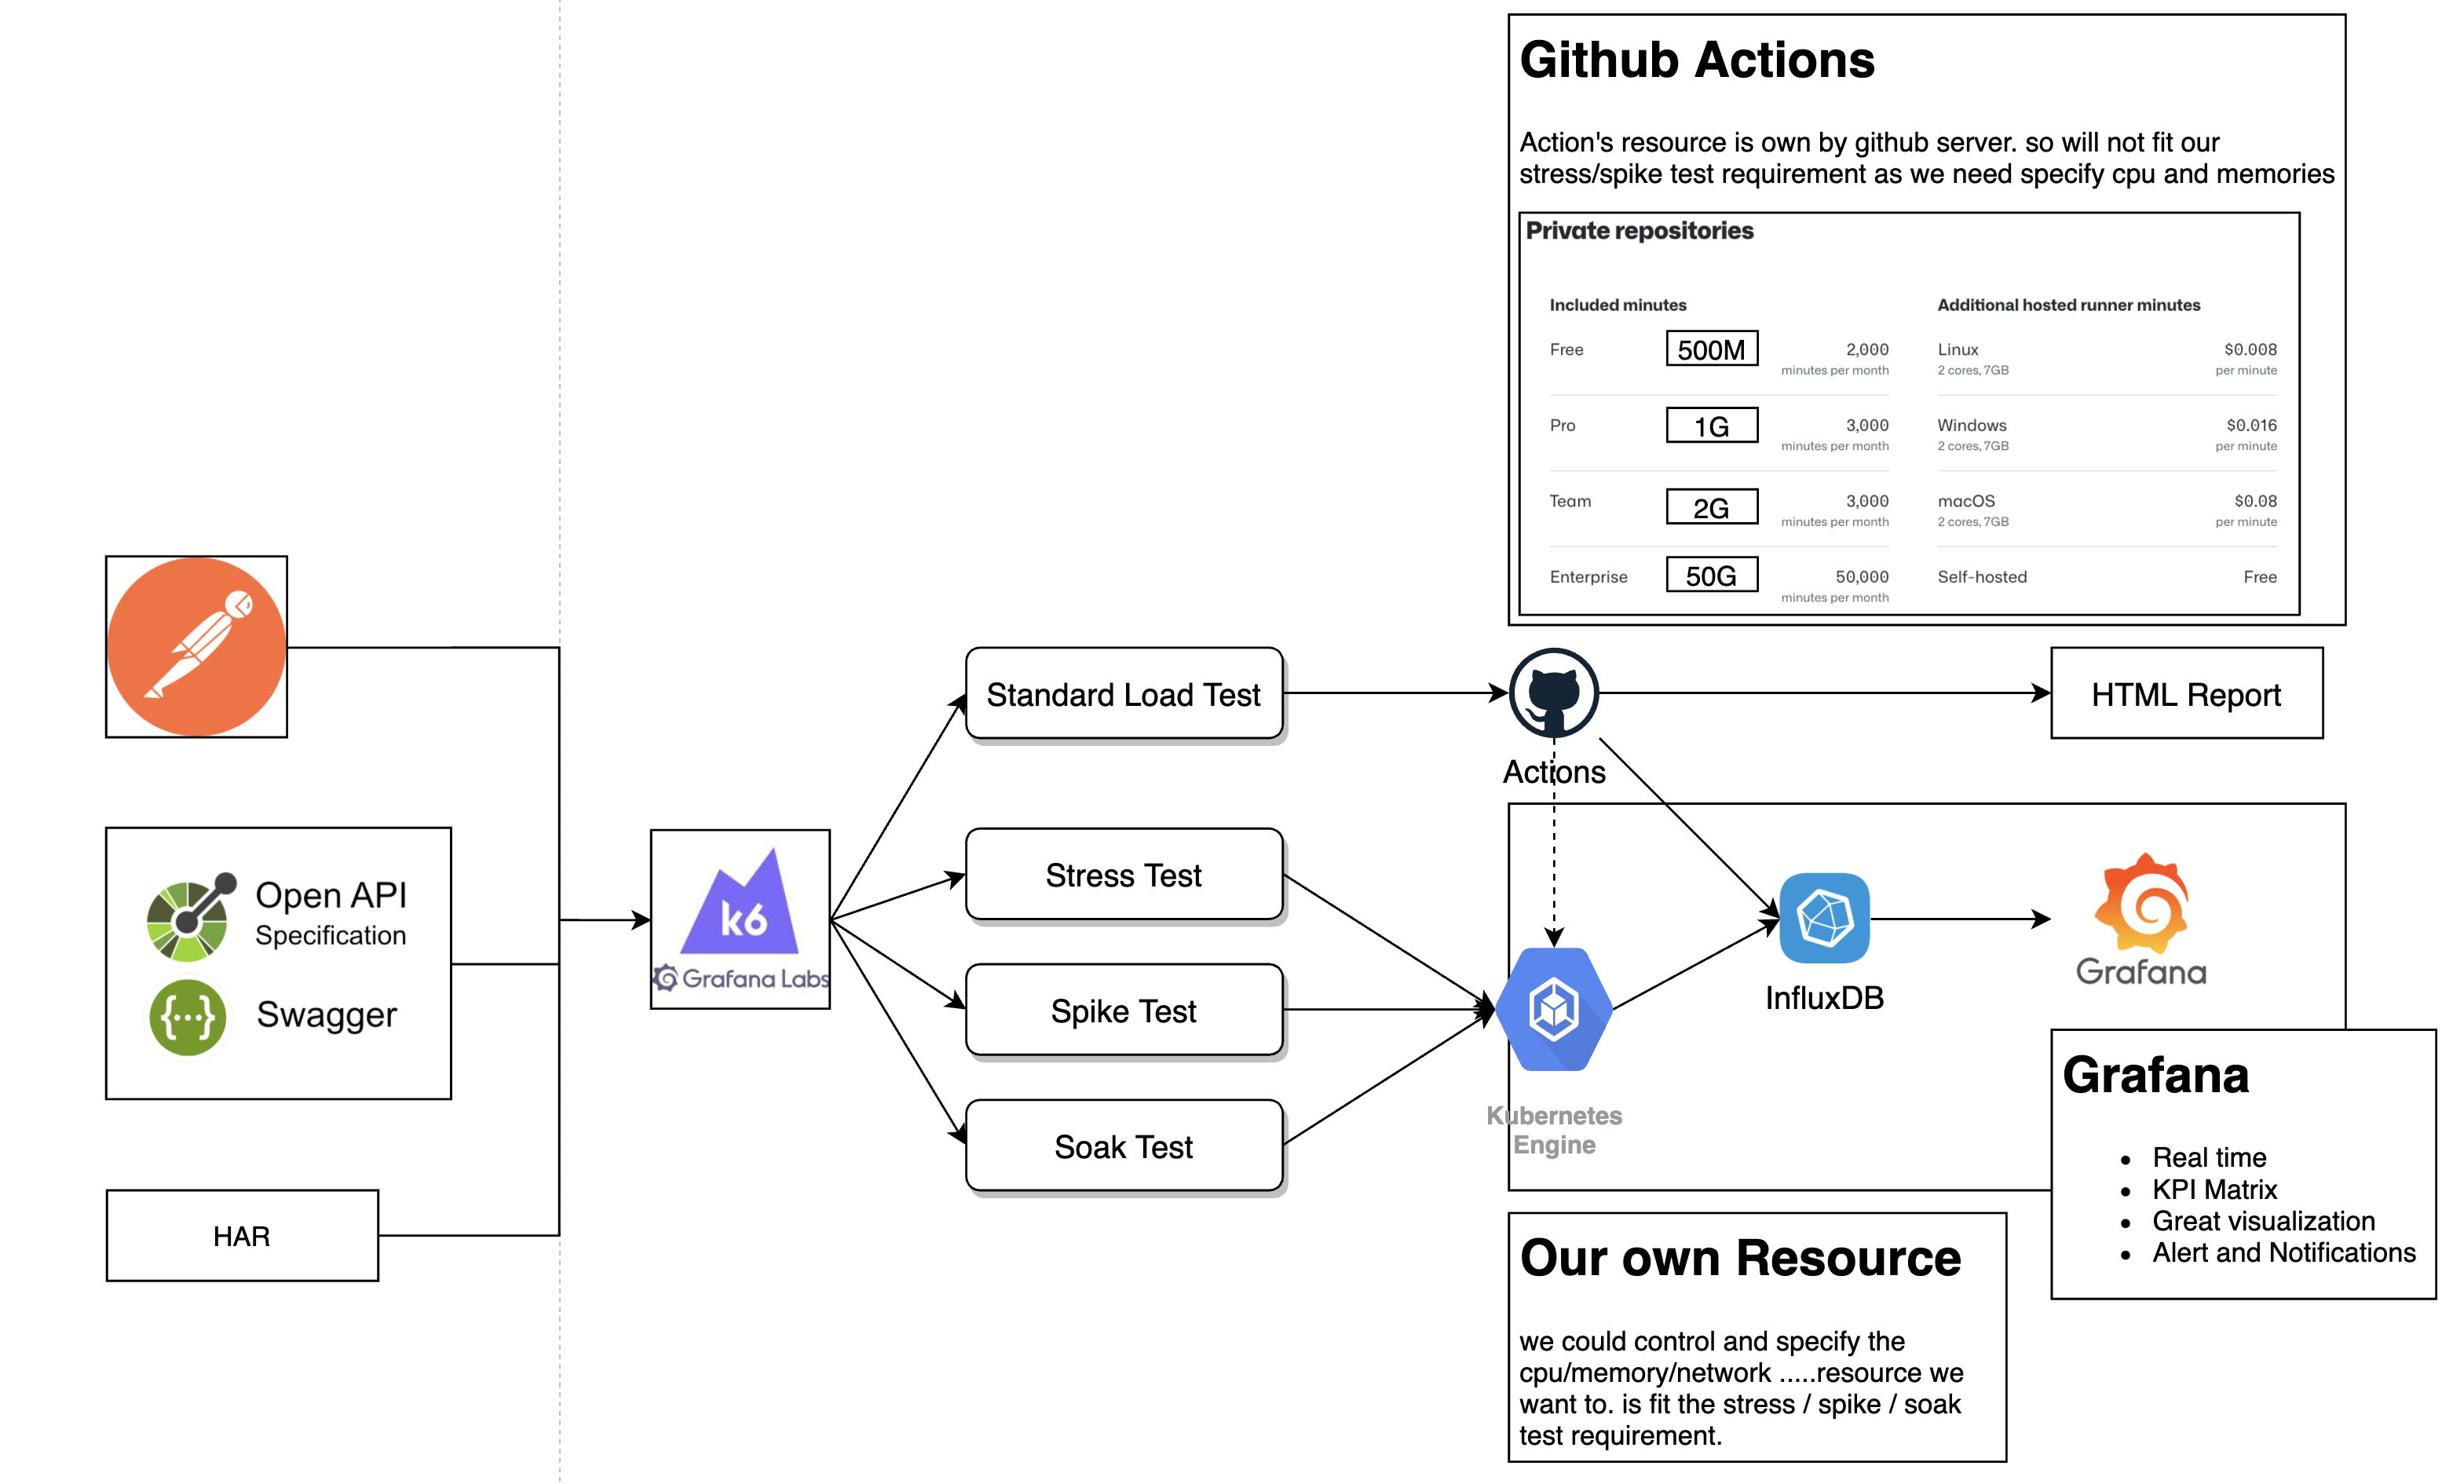 Github Actions
Action's resource is own by github server. so will not fit our
stress/spike test requirement as we need specify cpu and memories
Private repositories
Included minutes
Free
500M
2,000
minutes per month
Pro
1G
3,000
minutes per month
Team
2G
3,000
minutes per month
Enterprise
50G
50,000
minutes per month
Additional hosted runner minutes
Linux
$0.008
2 cores, 7GB
per minute
Windows
$0.016
2 cores, 7GB
per minute
macOS
$0.08
2 cores, 7GB
per minute
Self-hosted
Free
Open API
Specification
{···}
Swagger
HAR
k6
Grafana Labs
Standard Load Test
Stress Test
Spike Test
Soak Test
Actions
HTML Report
Kubernetes
Engine
InfluxDB
Grafana
Grafana
• Real time
• KPI Matrix
• Great visualization
• Alert and Notifications
Our own Resource
we could control and specify the
cpu/memory/network .....resource we
want to. is fit the stress / spike / soak
test requirement.